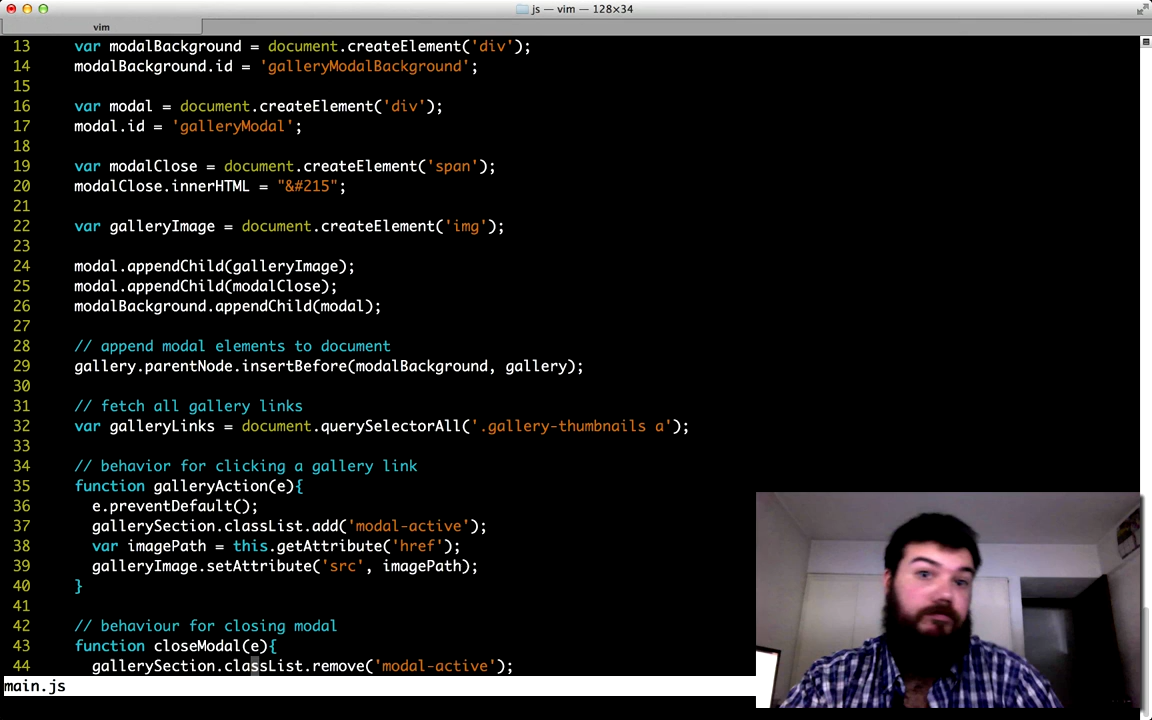 js — vim — 128×34
vim
13 var modalBackground = document.createElement('div');
14 modalBackground.id = 'galleryModalBackground';
15
16 var modal = document.createElement('div');
17 modal.id = 'galleryModal';
18
19 var modalClose = document.createElement('span');
20 modalClose.innerHTML = "&#215";
21
22 var galleryImage = document.createElement('img');
23
24 modal.appendChild(galleryImage);
25 modal.appendChild(modalClose);
26 modalBackground.appendChild(modal);
27
28 // append modal elements to document
29 gallery.parentNode.insertBefore(modalBackground, gallery);
30
31 // fetch all gallery links
32 var galleryLinks = document.querySelectorAll('.gallery-thumbnails a');
33
34 // behavior for clicking a gallery link
35 function galleryAction(e){
36 e.preventDefault();
37 gallerySection.classList.add('modal-active');
38 var imagePath = this.getAttribute('href');
39 galleryImage.setAttribute('src', imagePath);
40 }
41
42 // behaviour for closing modal
43 function closeModal(e){
44 gallerySection.classList.remove('modal-active');
main.js